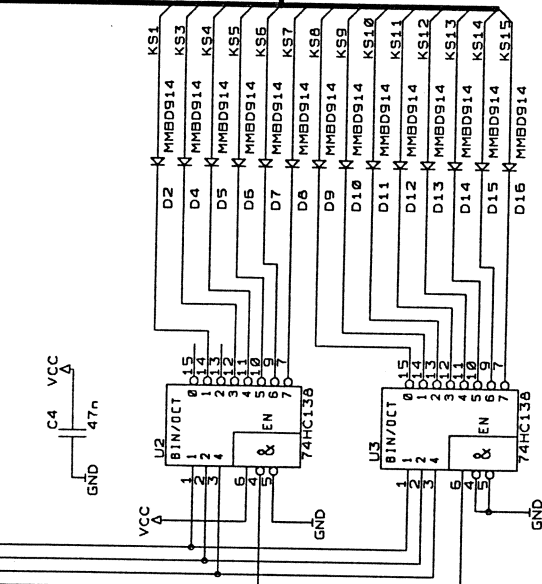 KS1
KS3
KS4
KS5
KS6
KS7
KS8
KS9
KS10
KS11
KS12
KS13
KS14
KS15
MMBD914
MMBD914
MMBD914
MMBD914
MMBD914
MMBD914
MMBD914
MMBD914
MMBD914
MMBD914
MMBD914
MMBD914
MMBD914
MMBD914
D2
D4
D5
D6
D7
D8
D9
D10
D11
D12
D13
D14
D15
D16
VCC
C4
47n
GND
U2
BIN/OCT
1
2
4
&
EN
0
1
2
3
4
5
6
7
15
14
13
12
11
10
9
7
1
2
3
6
4
5
74HC138
VCC
GND
U3
BIN/OCT
1
2
4
&
EN
0
1
2
3
4
5
6
7
15
14
13
12
11
10
9
7
1
2
3
6
4
5
74HC138
GND